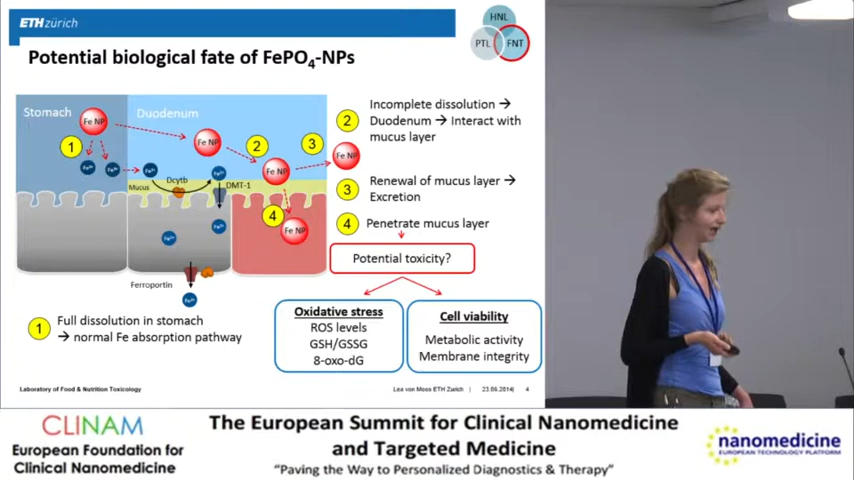 ETH zürich
HNL
PTL
FNT
Potential biological fate of FePO4-NPs
Stomach
Duodenum
Fe NP
1
Fe NP
2
3
Fe NP
Fe NP
Mucus
Dcytb
DMT-1
4
Fe NP
Ferroportin
2
Incomplete dissolution →
Duodenum → Interact with
mucus layer
3
Renewal of mucus layer →
Excretion
4
Penetrate mucus layer
Potential toxicity?
Oxidative stress
ROS levels
GSH/GSSG
8-oxo-dG
Cell viability
Metabolic activity
Membrane integrity
1
Full dissolution in stomach
→ normal Fe absorption pathway
Laboratory of Food & Nutrition Toxicology
Lea von Moos ETH Zurich | 23.06.2014 | 4
CLINAM
European Foundation for
Clinical Nanomedicine
The European Summit for Clinical Nanomedicine
and Targeted Medicine
"Paving the Way to Personalized Diagnostics & Therapy"
nanomedicine
EUROPEAN TECHNOLOGY PLATFORM